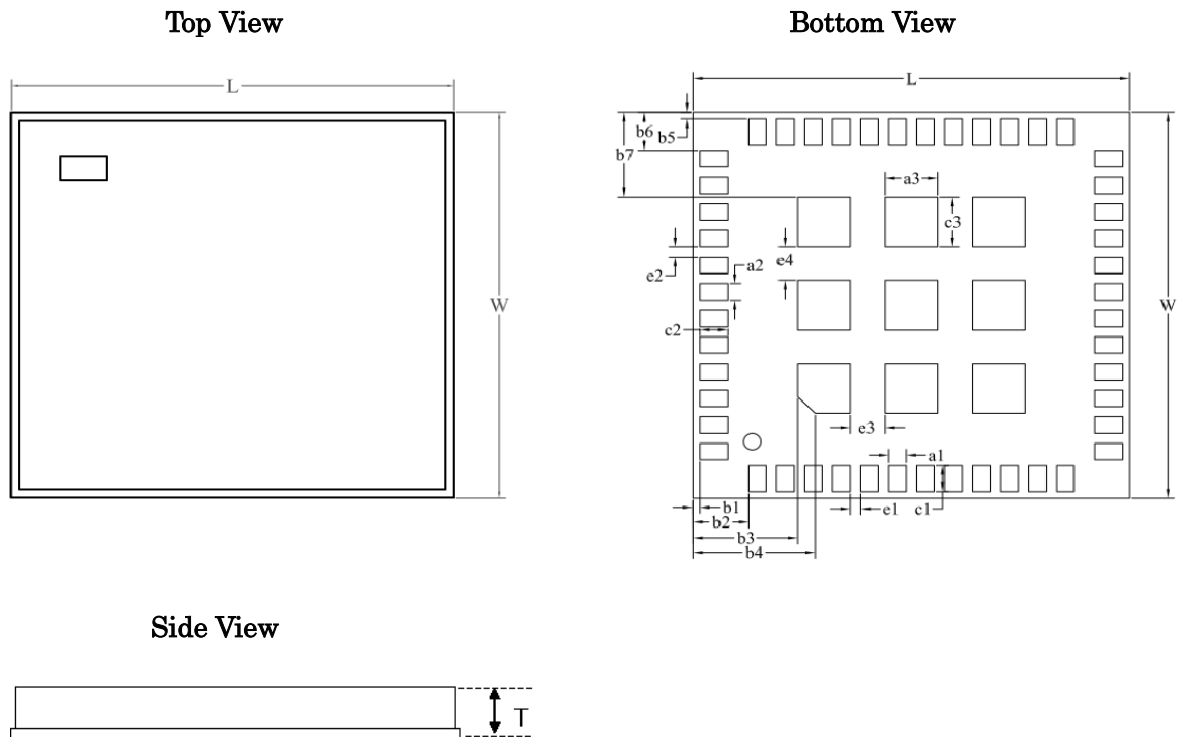 Top View
Bottom View
L
W
L
b5
b6
b7
a3
c3
e2
a2
e4
c2
W
e3
a1
b1
b2
e1
c1
b3
b4
Side View
T